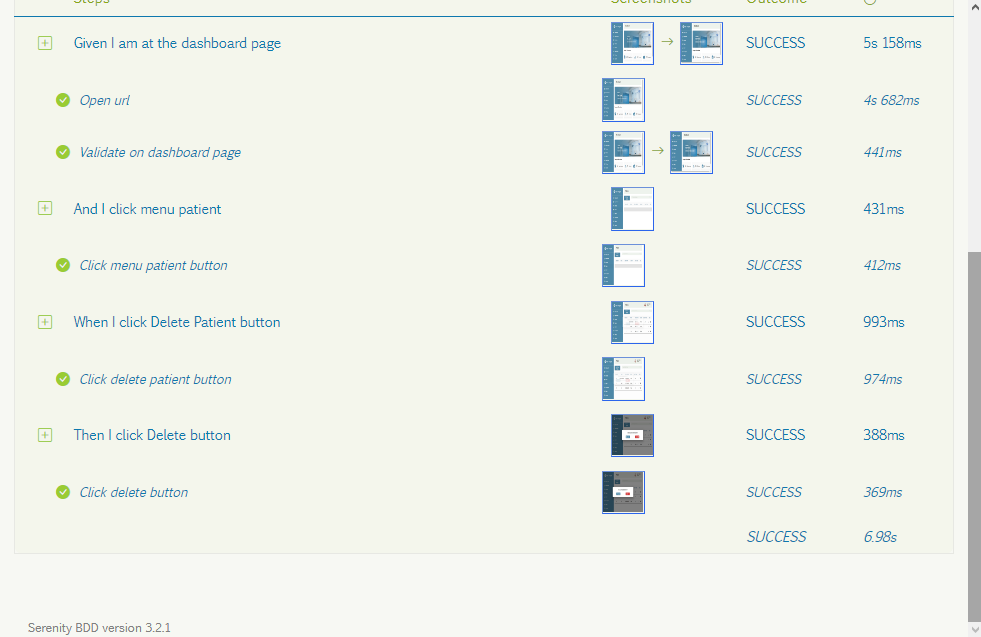 Steps Screenshots Outcome
Given I am at the dashboard page SUCCESS 5s 158ms
Open url SUCCESS 4s 682ms
Validate on dashboard page SUCCESS 441ms
And I click menu patient SUCCESS 431ms
Click menu patient button SUCCESS 412ms
When I click Delete Patient button SUCCESS 993ms
Click delete patient button SUCCESS 974ms
Then I click Delete button SUCCESS 388ms
Click delete button SUCCESS 369ms
SUCCESS 6.98s
Serenity BDD version 3.2.1